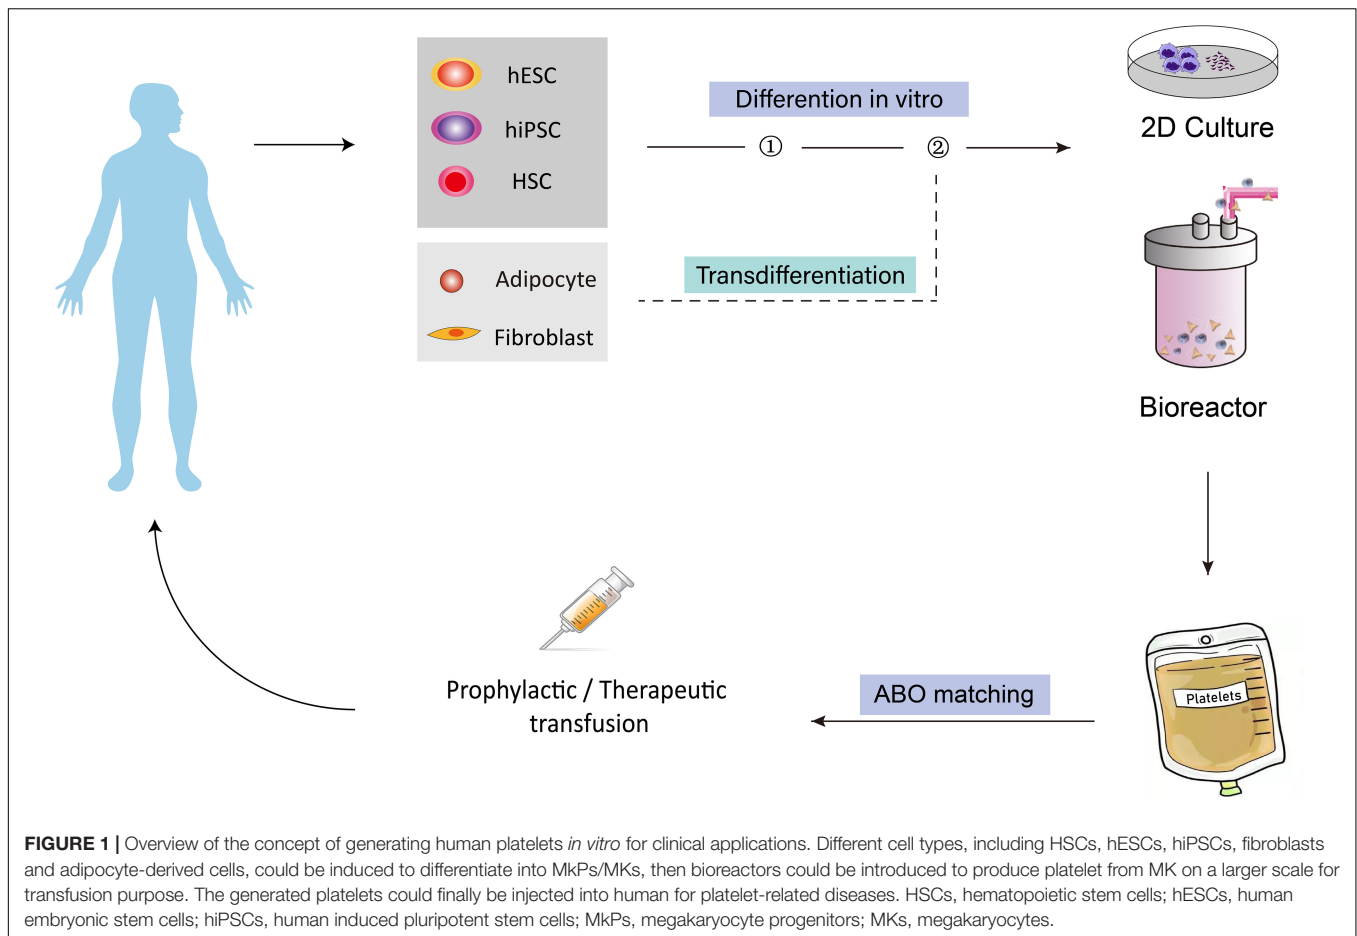 hESC
hiPSC
HSC
Adipocyte
Fibroblast
Differention in vitro
① ②
Transdifferentiation
2D Culture
Bioreactor
Platelets
ABO matching
Prophylactic / Therapeutic
transfusion
FIGURE 1 | Overview of the concept of generating human platelets in vitro for clinical applications. Different cell types, including HSCs, hESCs, hiPSCs, fibroblasts
and adipocyte-derived cells, could be induced to differentiate into MkPs/MKs, then bioreactors could be introduced to produce platelet from MK on a larger scale for
transfusion purpose. The generated platelets could finally be injected into human for platelet-related diseases. HSCs, hematopoietic stem cells; hESCs, human
embryonic stem cells; hiPSCs, human induced pluripotent stem cells; MkPs, megakaryocyte progenitors; MKs, megakaryocytes.